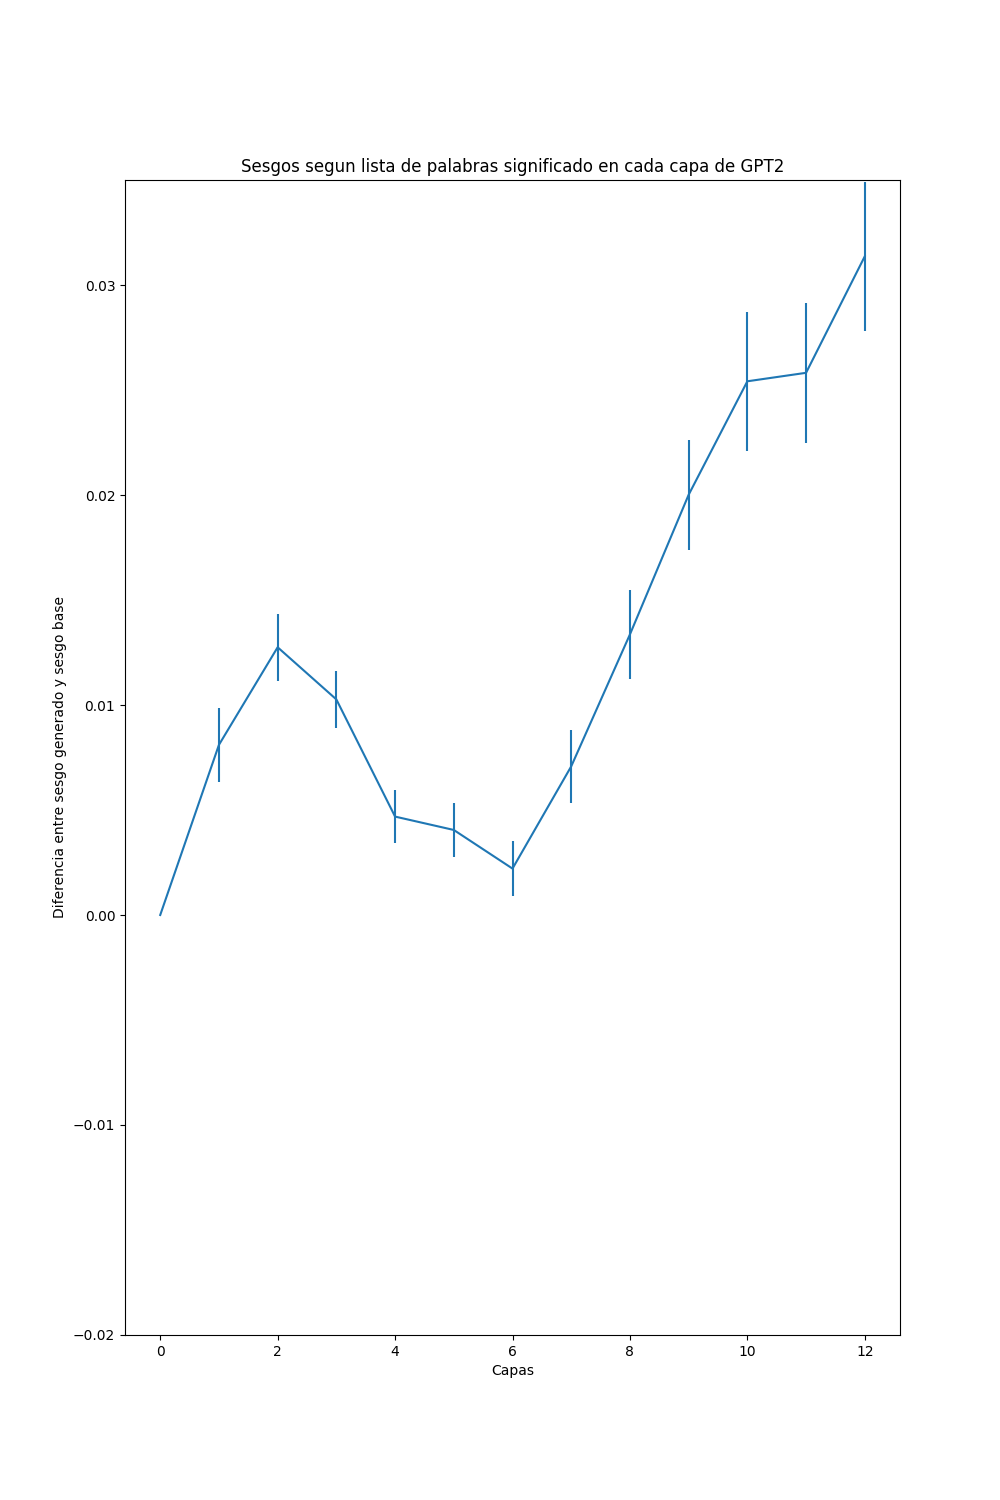 Sesgos segun lista de palabras significado en cada capa de GPT2
Diferencia entre sesgo generado y sesgo base
0.03
0.02
0.01
0.00
−0.01
−0.02
0 2 4 6 8 10 12
Capas